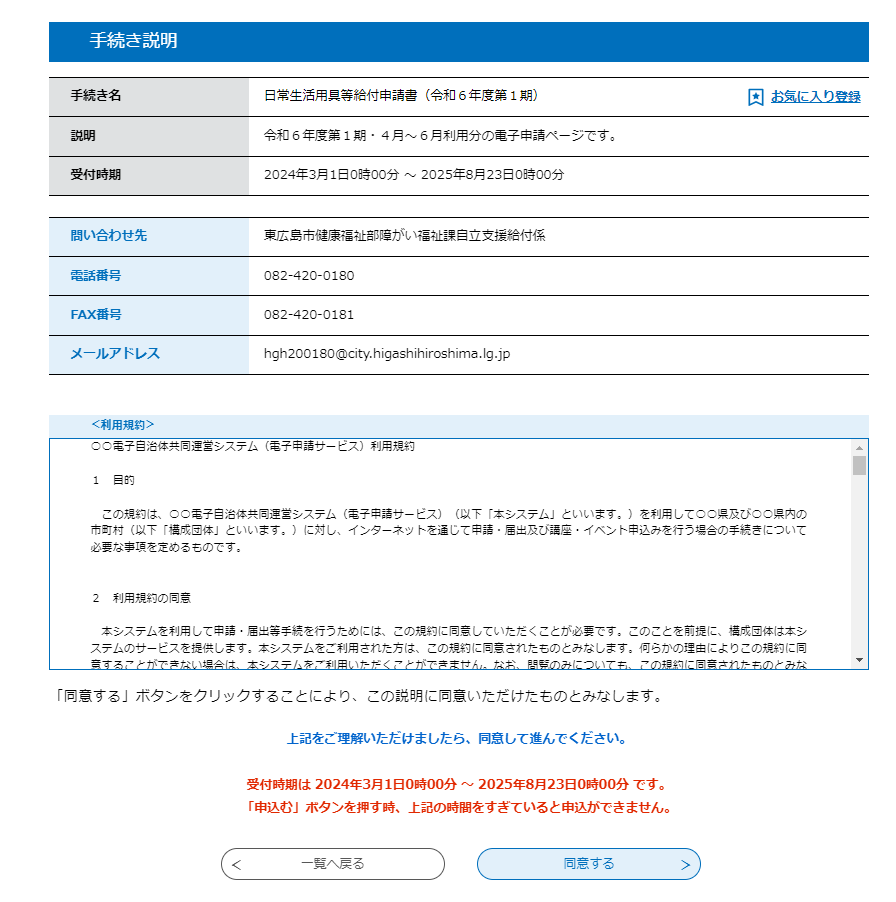 手続き説明
手続き名
日常生活用具等給付申請書（令和６年度第１期）
お気に入り登録
説明
令和６年度第１期・４月～６月利用分の電子申請ページです。
受付時期
2024年3月1日0時00分 ～ 2025年8月23日0時00分
問い合わせ先
東広島市健康福祉部障がい福祉課自立支援給付係
電話番号
082-420-0180
FAX番号
082-420-0181
メールアドレス
hgh200180@city.higashihiroshima.lg.jp
＜利用規約＞
○○電子自治体共同運営システム（電子申請サービス）利用規約
１　目的
　この規約は、○○電子自治体共同運営システム（電子申請サービス）（以下「本システム」といいます。）を利用して○○県及び○○県内の
市町村（以下「構成団体」といいます。）に対し、インターネットを通じて申請・届出及び講座・イベント申込みを行う場合の手続きについて
必要な事項を定めるものです。
２　利用規約の同意
　本システムを利用して申請・届出等手続を行うためには、この規約に同意していただくことが必要です。このことを前提に、構成団体は本シ
ステムのサービスを提供します。本システムをご利用された方は、この規約に同意されたものとみなします。何らかの理由によりこの規約に同
意することができない場合は、本システムをご利用いただくことができません。なお、閲覧のみについても、この規約に同意されたものとみな
「同意する」ボタンをクリックすることにより、この説明に同意いただけたものとみなします。
上記をご理解いただけましたら、同意して進んでください。
受付時期は 2024年3月1日0時00分 ～ 2025年8月23日0時00分 です。
「申込む」ボタンを押す時、上記の時間をすぎていると申込ができません。
＜ 一覧へ戻る
同意する ＞